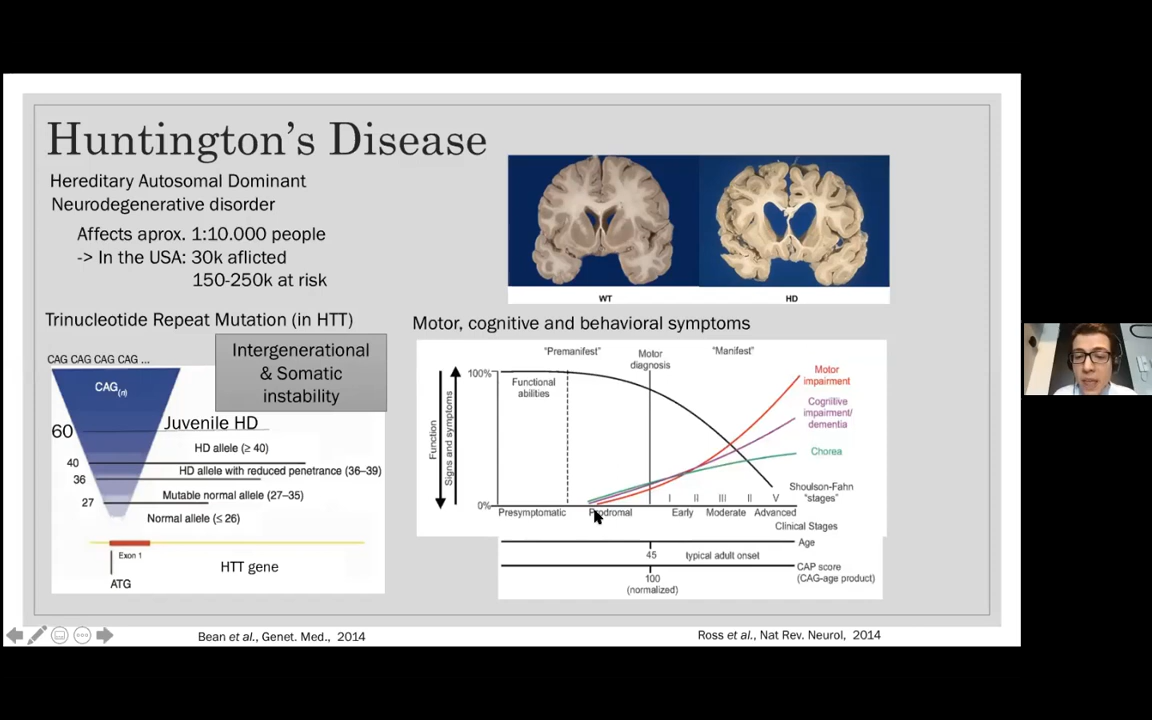 Huntington's Disease
Hereditary Autosomal Dominant
Neurodegenerative disorder
Affects aprox. 1:10.000 people
-> In the USA: 30k aflicted
150-250k at risk
WT
HD
Trinucleotide Repeat Mutation (in HTT)
Intergenerational
& Somatic
instability
CAG CAG CAG CAG ...
CAG(n)
60
Juvenile HD
HD allele (≥ 40)
40
HD allele with reduced penetrance (36–39)
36
Mutable normal allele (27–35)
27
Normal allele (≤ 26)
Exon 1
HTT gene
ATG
Bean et al., Genet. Med., 2014
Motor, cognitive and behavioral symptoms
"Premanifest"
Motor
diagnosis
"Manifest"
100%
Functional
abilities
Function
Signs and symptoms
Motor
impairment
Cognitive
impairment/
dementia
Chorea
Shoulson-Fahn
"stages"
I II III II V
0%
Presymptomatic Prodromal Early Moderate Advanced
Clinical Stages
Age
45 typical adult onset
CAP score
(CAG-age product)
100
(normalized)
Ross et al., Nat Rev. Neurol, 2014